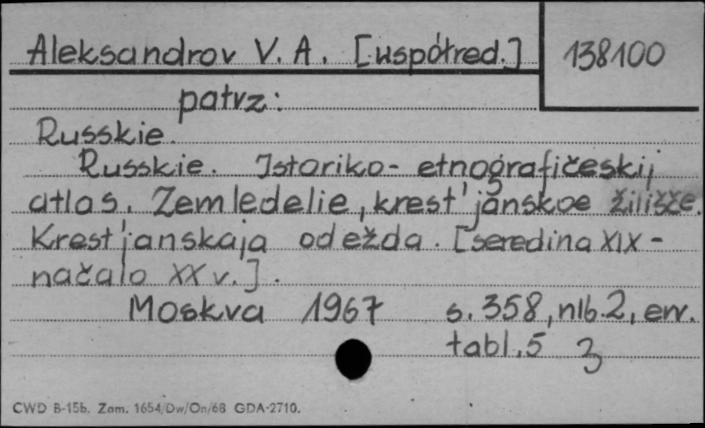 Aleksandrov V. A. [uspółred.] 138100
patrz:
Russkie.
Russkie. Istoriko-etnografičeskij
atlas. Zemledelie, krest'janskoe žilišče.
Krest'janskaja odežda. [seredina XIX -
načalo XX v.].
Moskva 1967 s. 358, nlb. 2, err.
tabl. 5 3
CWD B-15b. Zam. 1654/Dw/On/68 GDA-2710.